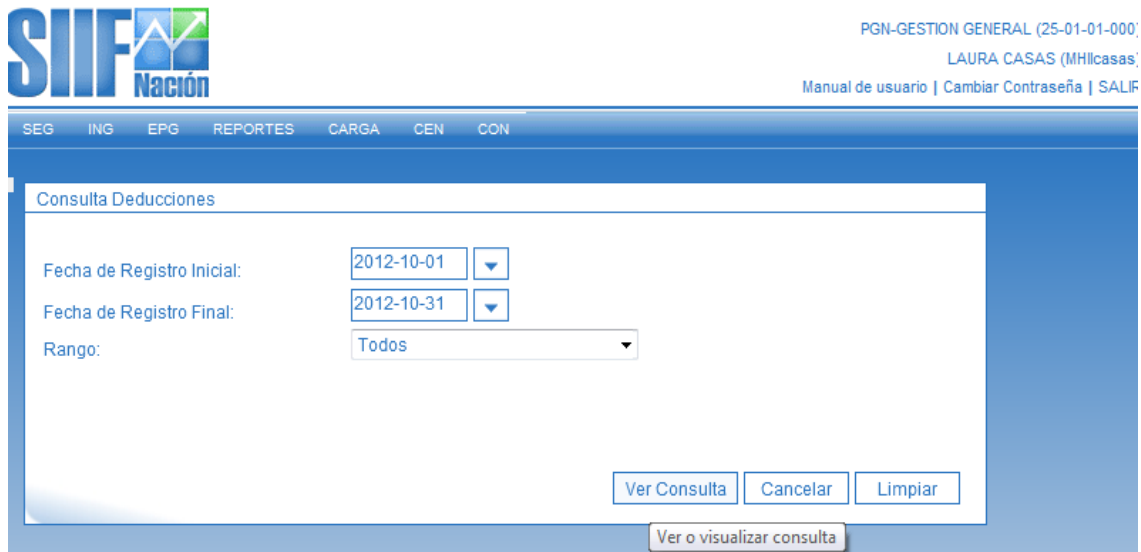 SIIF
Nación
PGN-GESTION GENERAL (25-01-01-000)
LAURA CASAS (MHllcasas)
Manual de usuario | Cambiar Contraseña | SALIR
SEG ING EPG REPORTES CARGA CEN CON
Consulta Deducciones
Fecha de Registro Inicial: 2012-10-01
Fecha de Registro Final: 2012-10-31
Rango: Todos
Ver Consulta Cancelar Limpiar
Ver o visualizar consulta